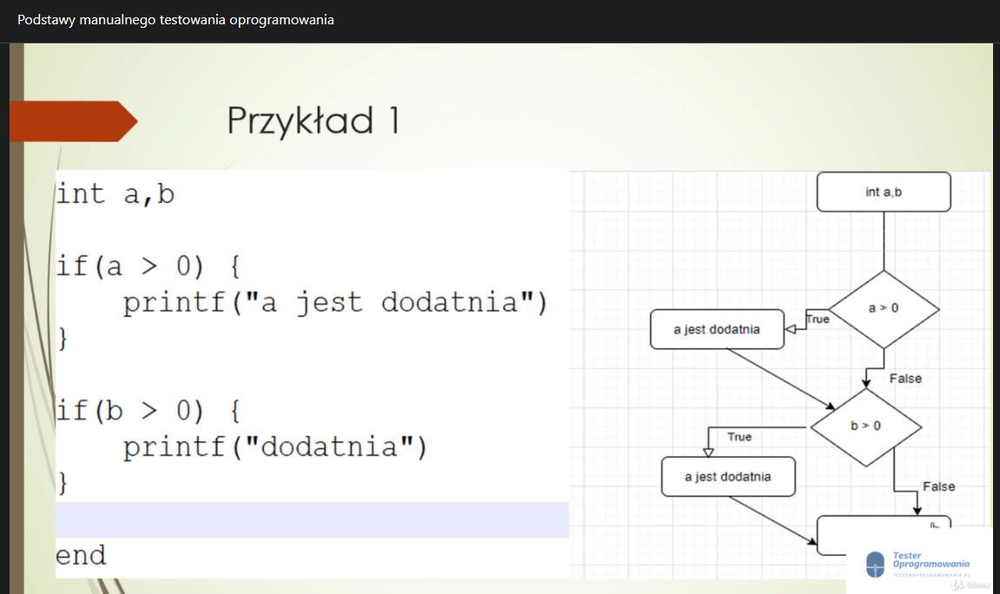 Podstawy manualnego testowania oprogramowania
Przykład 1
int a,b
if(a > 0) {
printf("a jest dodatnia")
}
if(b > 0) {
printf("dodatnia")
}
end
int a,b
a > 0
True
a jest dodatnia
False
b > 0
True
a jest dodatnia
False
Tester
Oprogramowania
TESTEROPROGRAMOWANIA.PL
Udemy